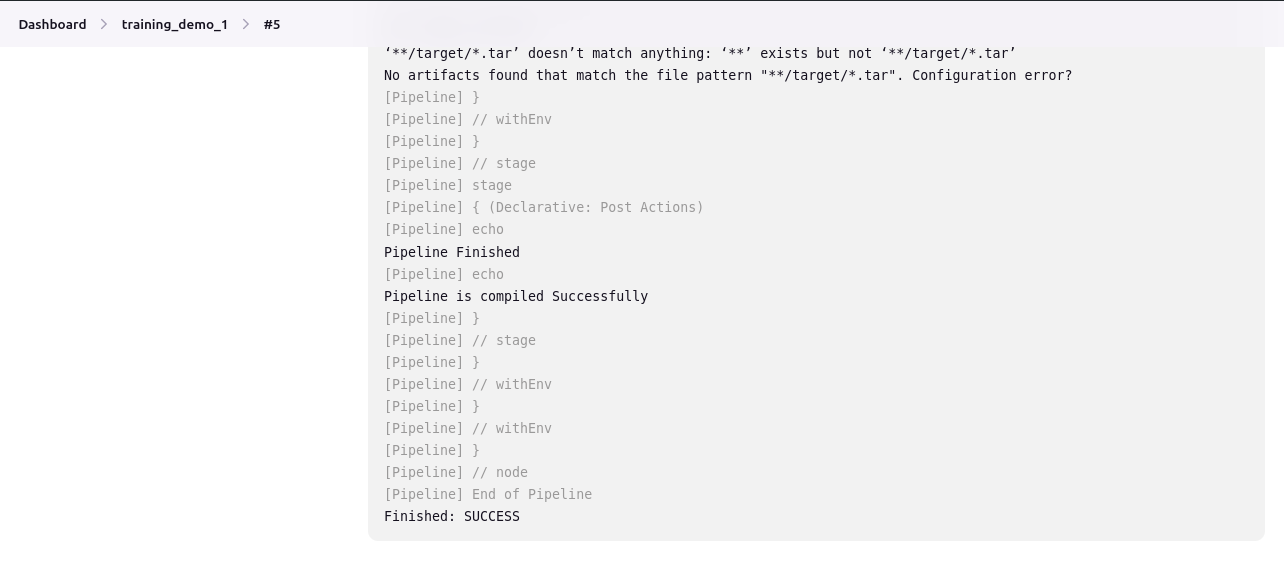 Dashboard > training_demo_1 > #5
‘**/target/*.tar’ doesn’t match anything: ‘**’ exists but not ‘**/target/*.tar’
No artifacts found that match the file pattern "**/target/*.tar". Configuration error?
[Pipeline] }
[Pipeline] // withEnv
[Pipeline] }
[Pipeline] // stage
[Pipeline] stage
[Pipeline] { (Declarative: Post Actions)
[Pipeline] echo
Pipeline Finished
[Pipeline] echo
Pipeline is compiled Successfully
[Pipeline] }
[Pipeline] // stage
[Pipeline] }
[Pipeline] // withEnv
[Pipeline] }
[Pipeline] // withEnv
[Pipeline] }
[Pipeline] // node
[Pipeline] End of Pipeline
Finished: SUCCESS